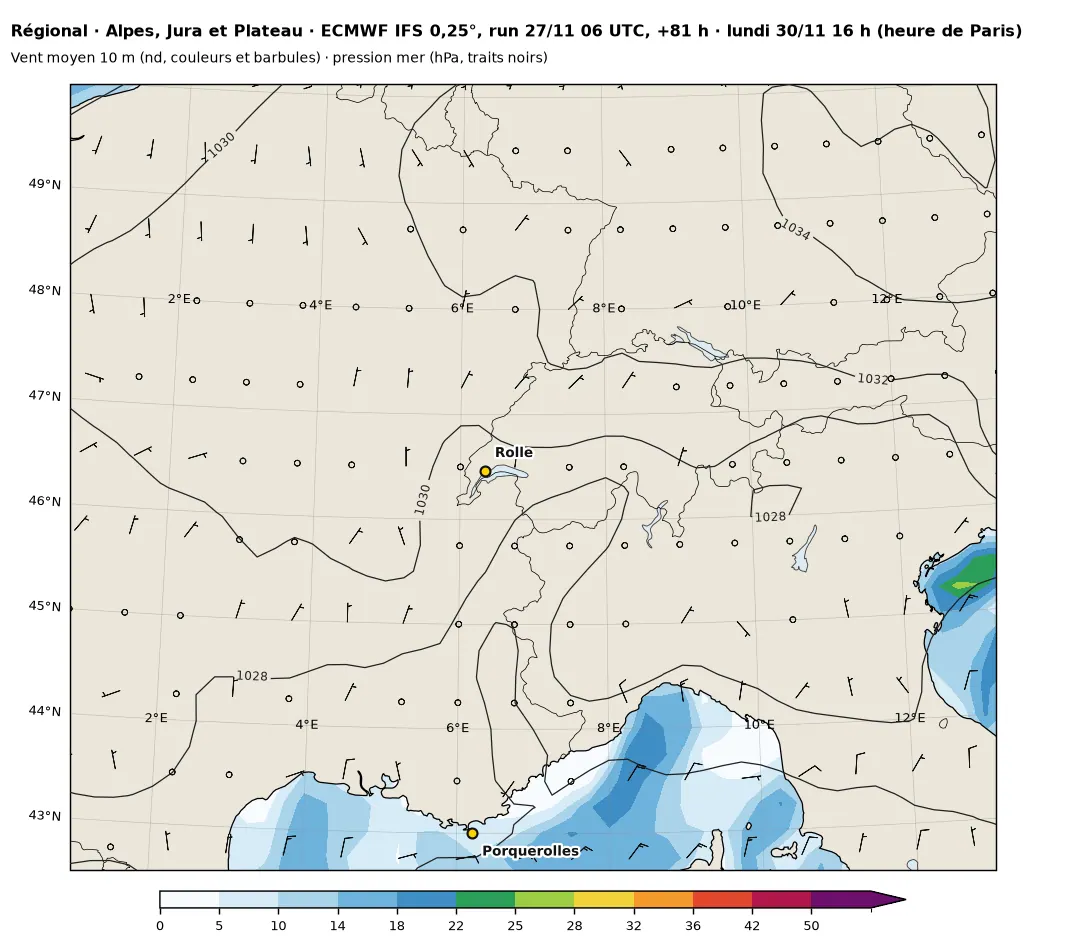 Régional · Alpes, Jura et Plateau · ECMWF IFS 0,25°, run 27/11 06 UTC, +81 h · lundi 30/11 16 h (heure de Paris)
Vent moyen 10 m (nd, couleurs et barbules) · pression mer (hPa, traits noirs)
1030
49°N
1034
48°N
2°E
4°E
6°E
8°E
10°E
12°E
1032
47°N
Rolle
1030
46°N
1028
45°N
1028
44°N
2°E
4°E
6°E
8°E
10°E
12°E
43°N
Porquerolles
0 5 10 14 18 22 25 28 32 36 42 50